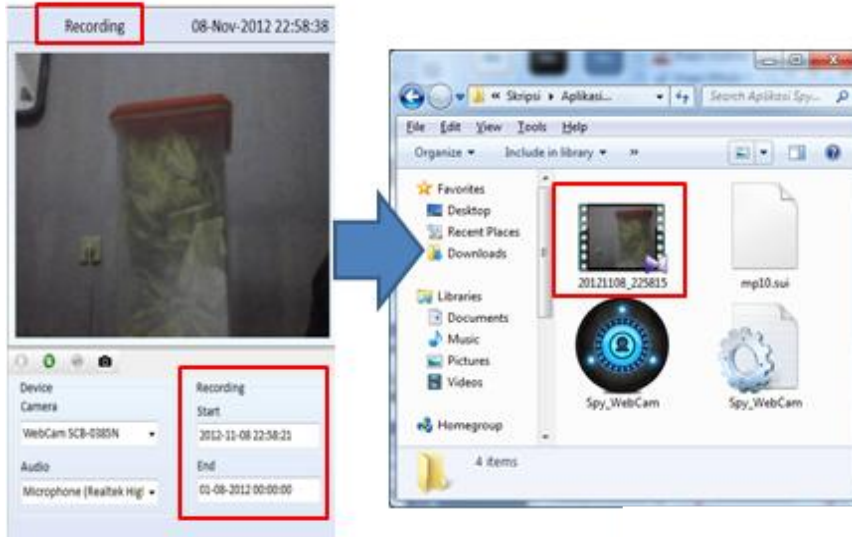 Recording
08-Nov-2012 22:58:38
Device
Camera
WebCam SCB-0385N
Audio
Microphone (Realtek Higl
Recording
Start
2012-11-08 22:58:21
End
01-08-2012 00:00:00
« Skripsi ▸ Aplikasi...
Search Aplikasi Spy...
File Edit View Tools Help
Organize Include in library »
Favorites
Desktop
Recent Places
Downloads
Libraries
Documents
Music
Pictures
Videos
Homegroup
20121108_225815
mp10.sui
Spy_WebCam
Spy_WebCam
4 items